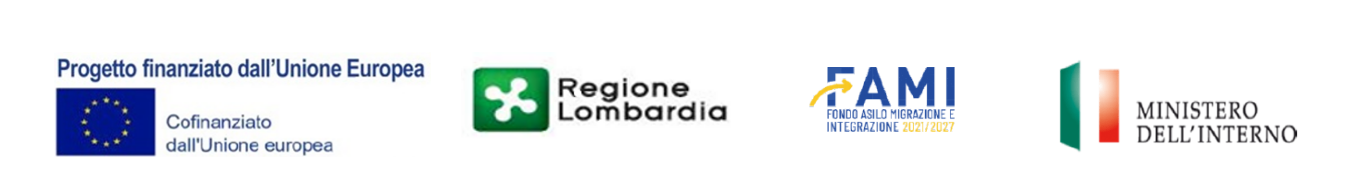 Progetto finanziato dall'Unione Europea
Cofinanziato
dall'Unione europea
Regione
Lombardia
FAMI
FONDO ASILO MIGRAZIONE E
INTEGRAZIONE 2021/2027
MINISTERO
DELL'INTERNO